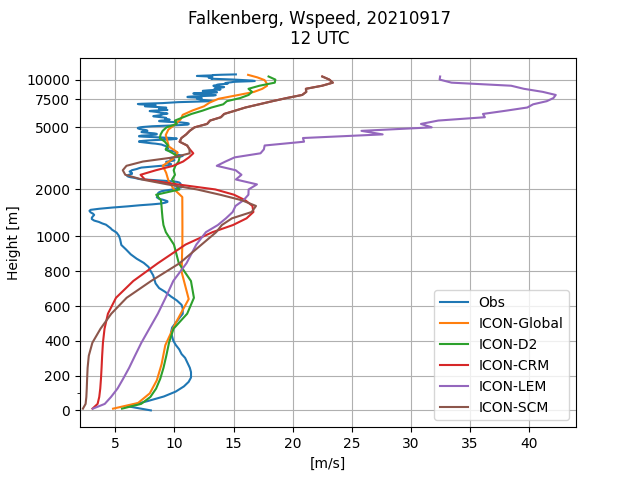 Falkenberg, Wspeed, 20210917
12 UTC
10000
7500
5000
2000
1000
800
600
400
200
0
Height [m]
Obs
ICON-Global
ICON-D2
ICON-CRM
ICON-LEM
ICON-SCM
5 10 15 20 25 30 35 40
[m/s]